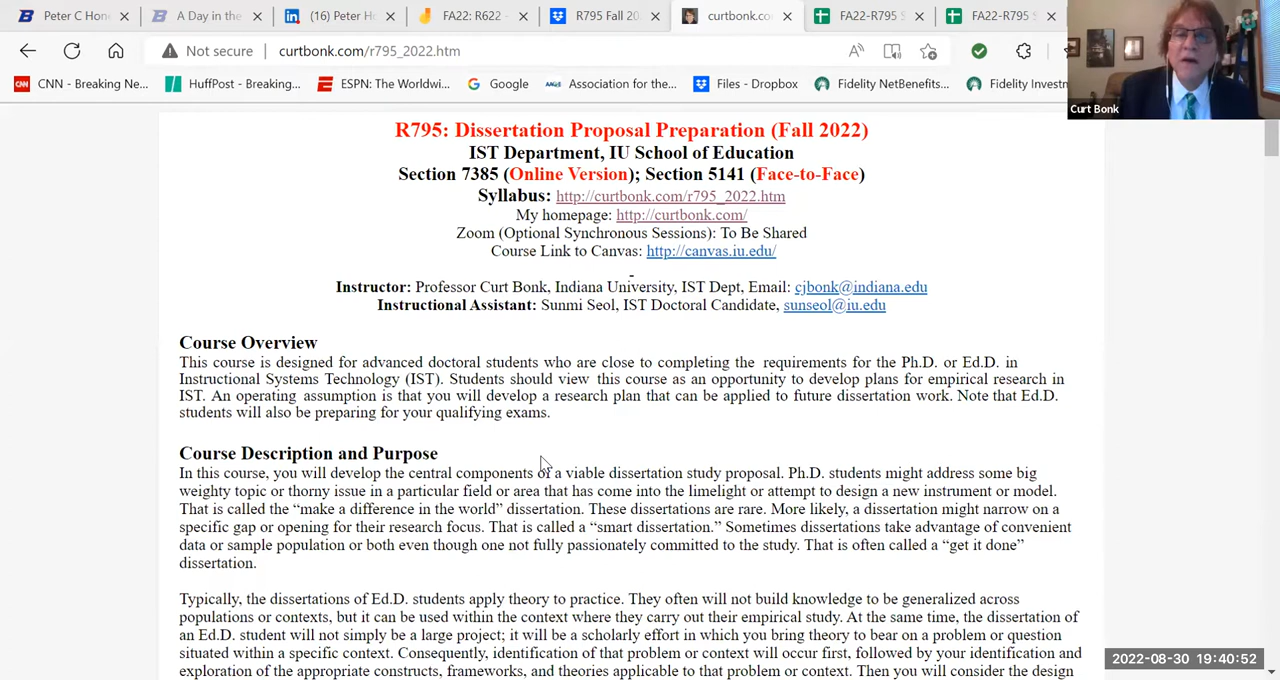 Peter C Hon
A Day in the
(16) Peter Ho
FA22: R622 -
R795 Fall 20
curtbonk.com/
FA22-R795 S
FA22-R795 S
Not secure
curtbonk.com/r795_2022.htm
CNN - Breaking Ne...
HuffPost - Breaking...
ESPN: The Worldwi...
Google
Association for the...
Files - Dropbox
Fidelity NetBenefits...
Fidelity Investm
Curt Bonk
R795: Dissertation Proposal Preparation (Fall 2022)
IST Department, IU School of Education
Section 7385 (Online Version); Section 5141 (Face-to-Face)
Syllabus: http://curtbonk.com/r795_2022.htm
My homepage: http://curtbonk.com/
Zoom (Optional Synchronous Sessions): To Be Shared
Course Link to Canvas: http://canvas.iu.edu/
Instructor: Professor Curt Bonk, Indiana University, IST Dept, Email: cjbonk@indiana.edu
Instructional Assistant: Sunmi Seol, IST Doctoral Candidate, sunseol@iu.edu
Course Overview
This course is designed for advanced doctoral students who are close to completing the requirements for the Ph.D. or Ed.D. in
Instructional Systems Technology (IST). Students should view this course as an opportunity to develop plans for empirical research in
IST. An operating assumption is that you will develop a research plan that can be applied to future dissertation work. Note that Ed.D.
students will also be preparing for your qualifying exams.
Course Description and Purpose
In this course, you will develop the central components of a viable dissertation study proposal. Ph.D. students might address some big
weighty topic or thorny issue in a particular field or area that has come into the limelight or attempt to design a new instrument or model.
That is called the “make a difference in the world” dissertation. These dissertations are rare. More likely, a dissertation might narrow on a
specific gap or opening for their research focus. That is called a “smart dissertation.” Sometimes dissertations take advantage of convenient
data or sample population or both even though one not fully passionately committed to the study. That is often called a “get it done”
dissertation.
Typically, the dissertations of Ed.D. students apply theory to practice. They often will not build knowledge to be generalized across
populations or contexts, but it can be used within the context where they carry out their empirical study. At the same time, the dissertation of
an Ed.D. student will not simply be a large project; it will be a scholarly effort in which you bring theory to bear on a problem or question
situated within a specific context. Consequently, identification of that problem or context will occur first, followed by your identification and
exploration of the appropriate constructs, frameworks, and theories applicable to that problem or context. Then you will consider the design
2022-08-30 19:40:52